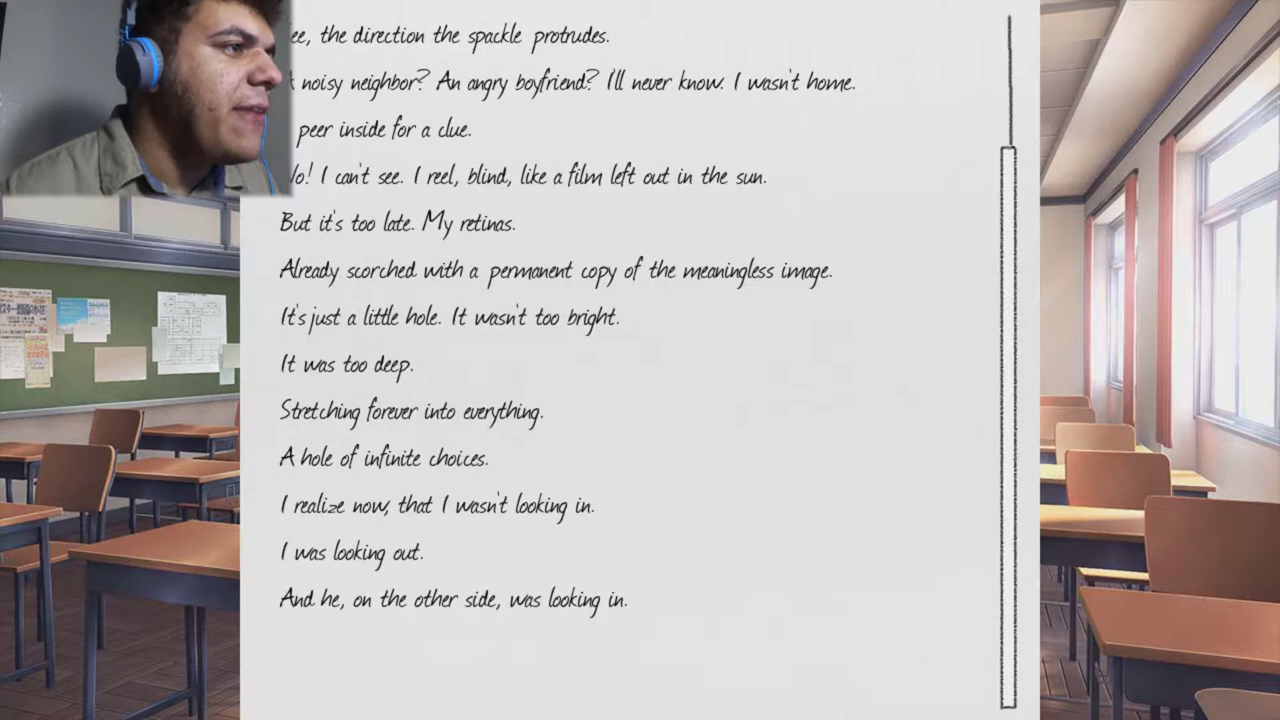 ee, the direction the spackle protrudes.
noisy neighbor? An angry boyfriend? I'll never know. I wasn't home.
peer inside for a clue.
No! I can't see. I reel, blind, like a film left out in the sun.
But it's too late. My retinas.
Already scorched with a permanent copy of the meaningless image.
It's just a little hole. It wasn't too bright.
It was too deep.
Stretching forever into everything.
A hole of infinite choices.
I realize now, that I wasn't looking in.
I was looking out.
And he, on the other side, was looking in.